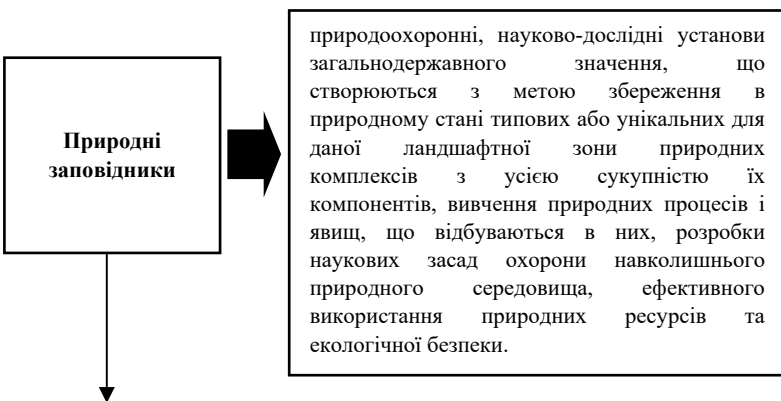 Природні
заповідники
природоохоронні, науково-дослідні установи
загальнодержавного значення, що
створюються з метою збереження в
природному стані типових або унікальних для
даної ландшафтної зони природних
комплексів з усією сукупністю їх
компонентів, вивчення природних процесів і
явищ, що відбуваються в них, розробки
наукових засад охорони навколишнього
природного середовища, ефективного
використання природних ресурсів та
екологічної безпеки.